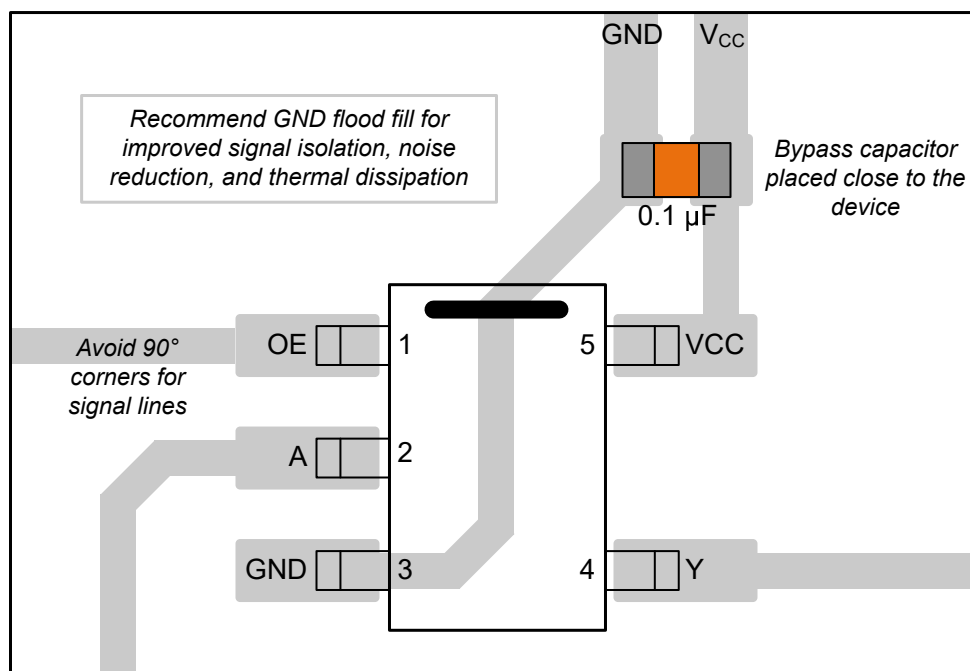 GND VCC
Recommend GND flood fill for
improved signal isolation, noise
reduction, and thermal dissipation
Bypass capacitor
placed close to the
device
0.1 µF
OE 1 5 VCC
Avoid 90°
corners for
signal lines
A 2
GND 3 4 Y